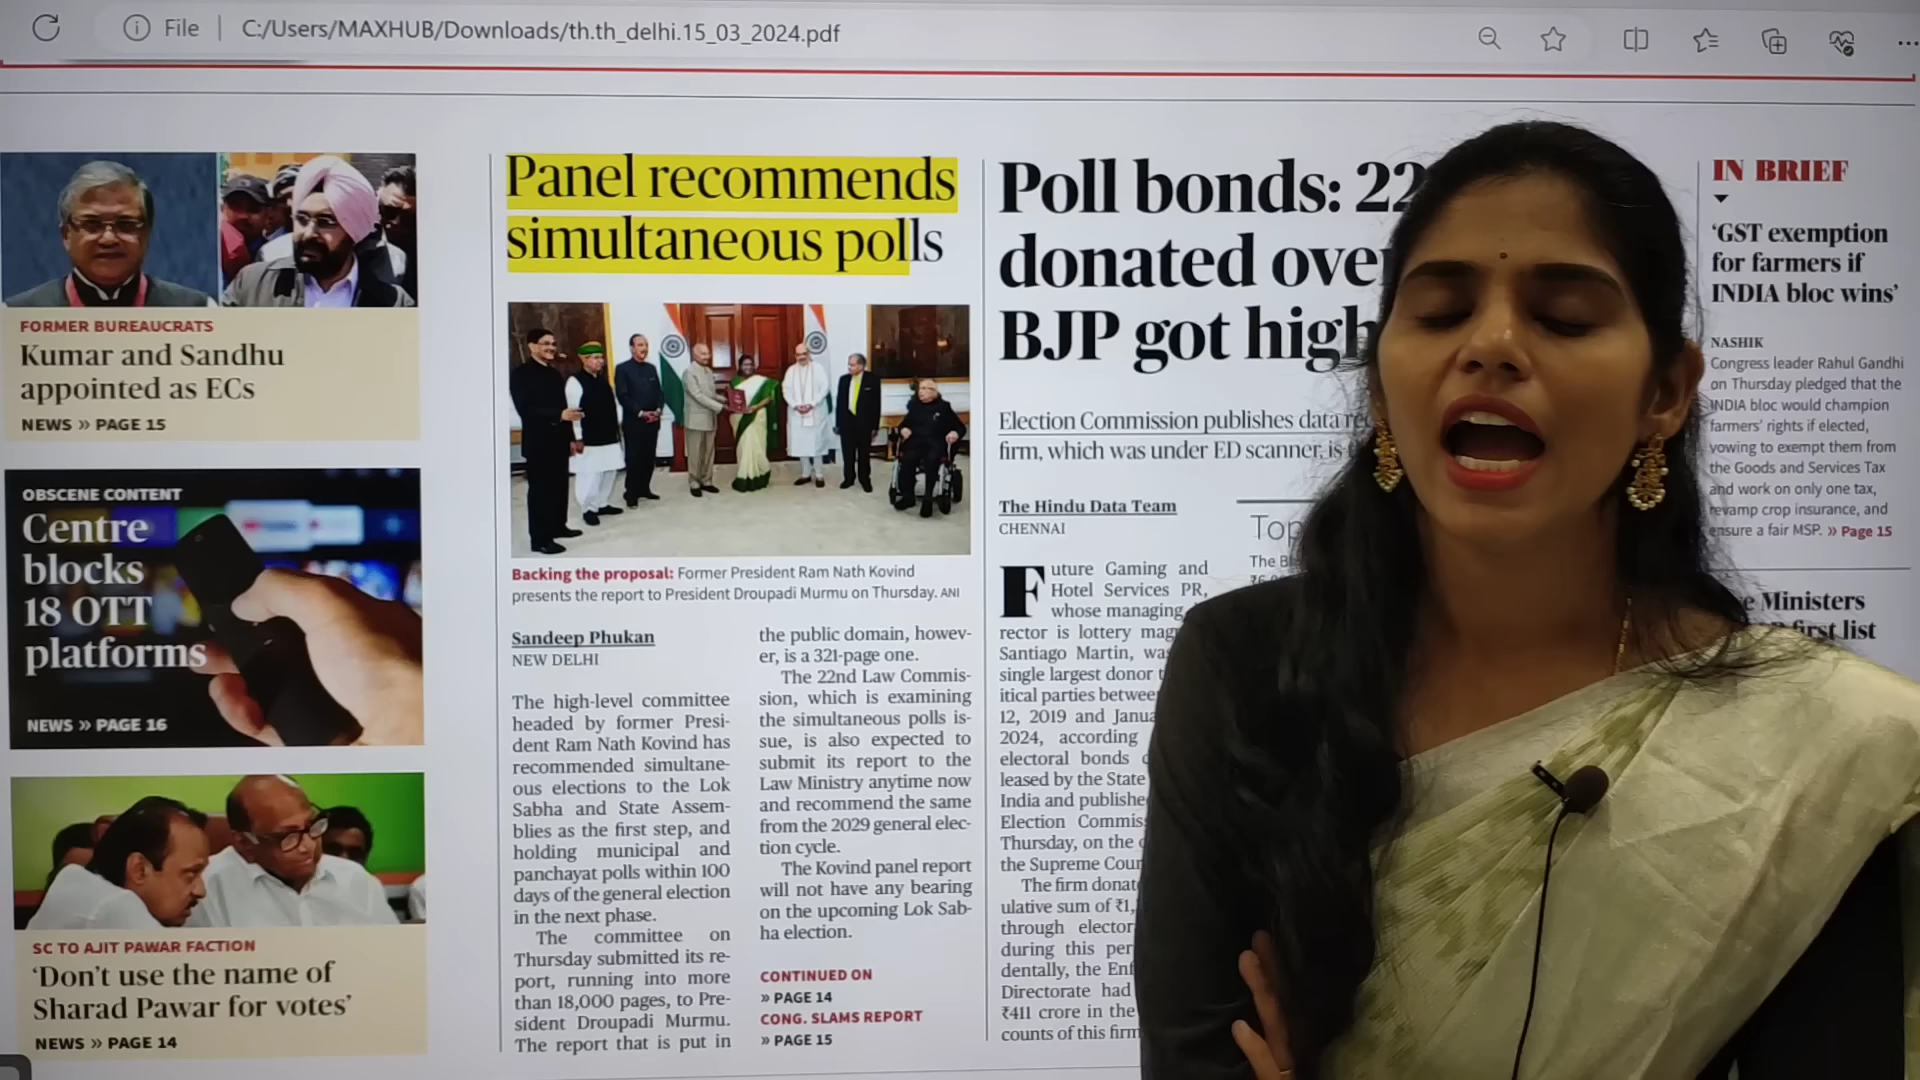 File
C:/Users/MAXHUB/Downloads/th.th_delhi.15_03_2024.pdf
FORMER BUREAUCRATS
Kumar and Sandhu
appointed as ECs
NEWS » PAGE 15
OBSCENE CONTENT
Centre
blocks
18 OTT
platforms
NEWS » PAGE 16
SC TO AJIT PAWAR FACTION
‘Don’t use the name of
Sharad Pawar for votes’
NEWS » PAGE 14
Panel recommends
simultaneous polls
Backing the proposal: Former President Ram Nath Kovind
presents the report to President Droupadi Murmu on Thursday. ANI
Sandeep Phukan
NEW DELHI
The high-level committee
headed by former Presi-
dent Ram Nath Kovind has
recommended simultane-
ous elections to the Lok
Sabha and State Assem-
blies as the first step, and
holding municipal and
panchayat polls within 100
days of the general election
in the next phase.
The committee on
Thursday submitted its re-
port, running into more
than 18,000 pages, to Pre-
sident Droupadi Murmu.
The report that is put in
the public domain, howev-
er, is a 321-page one.
The 22nd Law Commis-
sion, which is examining
the simultaneous polls is-
sue, is also expected to
submit its report to the
Law Ministry anytime now
and recommend the same
from the 2029 general elec-
tion cycle.
The Kovind panel report
will not have any bearing
on the upcoming Lok Sab-
ha election.
CONTINUED ON
» PAGE 14
CONG. SLAMS REPORT
» PAGE 15
Poll bonds: 22
donated
BJP got
Election Commission publishes data
firm, which was under ED scanner, is
The Hindu Data Team
CHENNAI
Top
The
Future Gaming and
Hotel Services PR,
whose managing
rector is lottery
Santiago Martin,
single largest donor
itical parties between
12, 2019 and
2024, according
electoral bonds
leased by the State
India and
Election
Thursday, on the
the Supreme
The firm
ulative sum of ₹1,
through
during this
dentally, the
Directorate had
₹411 crore in the
counts of this firm
IN BRIEF
‘GST exemption
for farmers if
INDIA bloc wins’
NASHIK
Congress leader Rahul Gandhi
on Thursday pledged that the
INDIA bloc would champion
farmers’ rights if elected,
vowing to exempt them from
the Goods and Services Tax
and work on only one tax,
revamp crop insurance, and
ensure a fair MSP. » Page 15
Ministers
first list